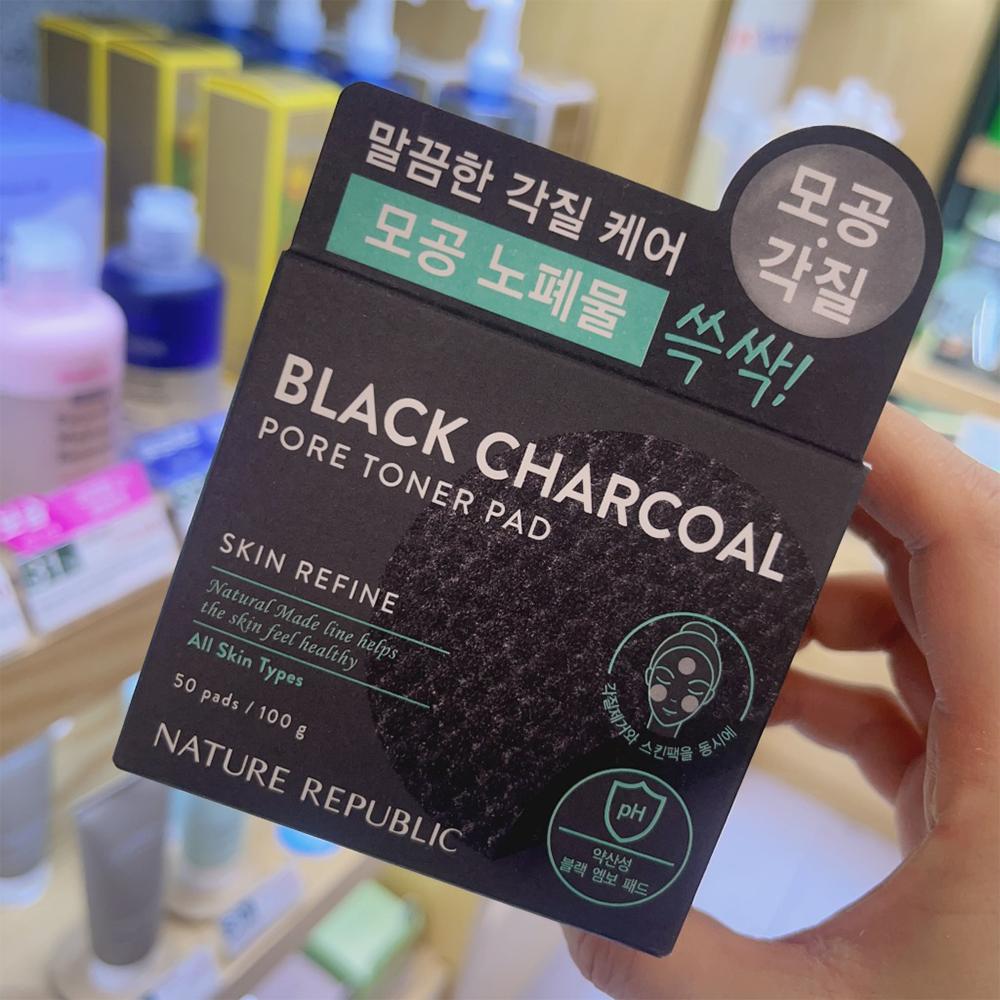 말끔한 각질 케어
모공 노폐물
쓱싹!
모공·
각질
BLACK CHARCOAL
PORE TONER PAD
SKIN REFINE
Natural Made line helps
the skin feel healthy
All Skin Types
50 pads / 100 g
NATURE REPUBLIC
각질제거와 스킨팩을 동시에
pH
약산성
블랙 엠보 패드